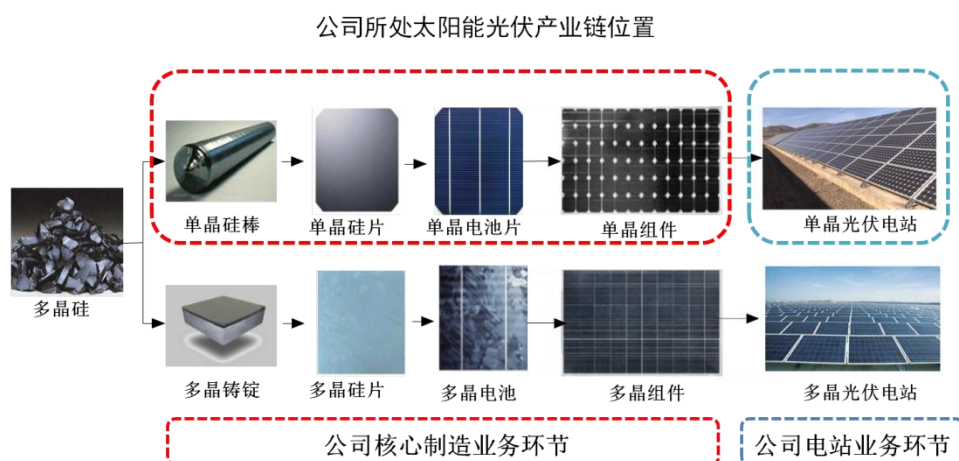 公司所处太阳能光伏产业链位置
单晶硅棒
单晶硅片
单晶电池片
单晶组件
单晶光伏电站
多晶硅
多晶铸锭
多晶硅片
多晶电池
多晶组件
多晶光伏电站
公司核心制造业务环节
公司电站业务环节